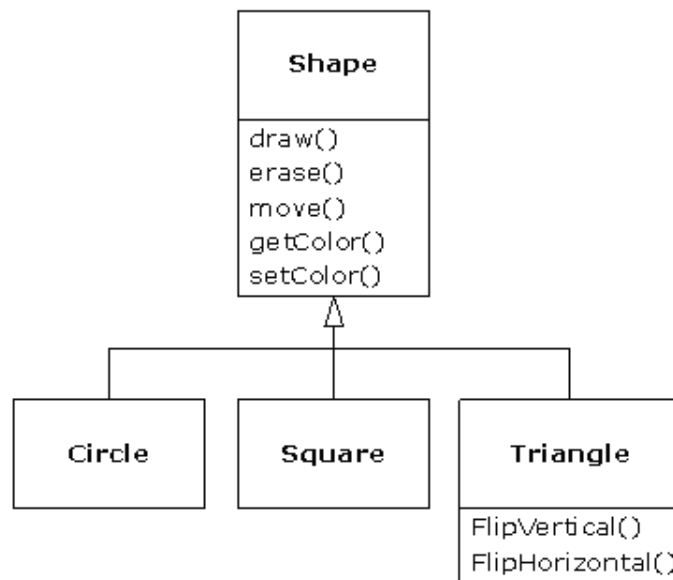 Shape
draw()
erase()
move()
getColor()
setColor()
Circle
Square
Triangle
FlipVertical()
FlipHorizontal()